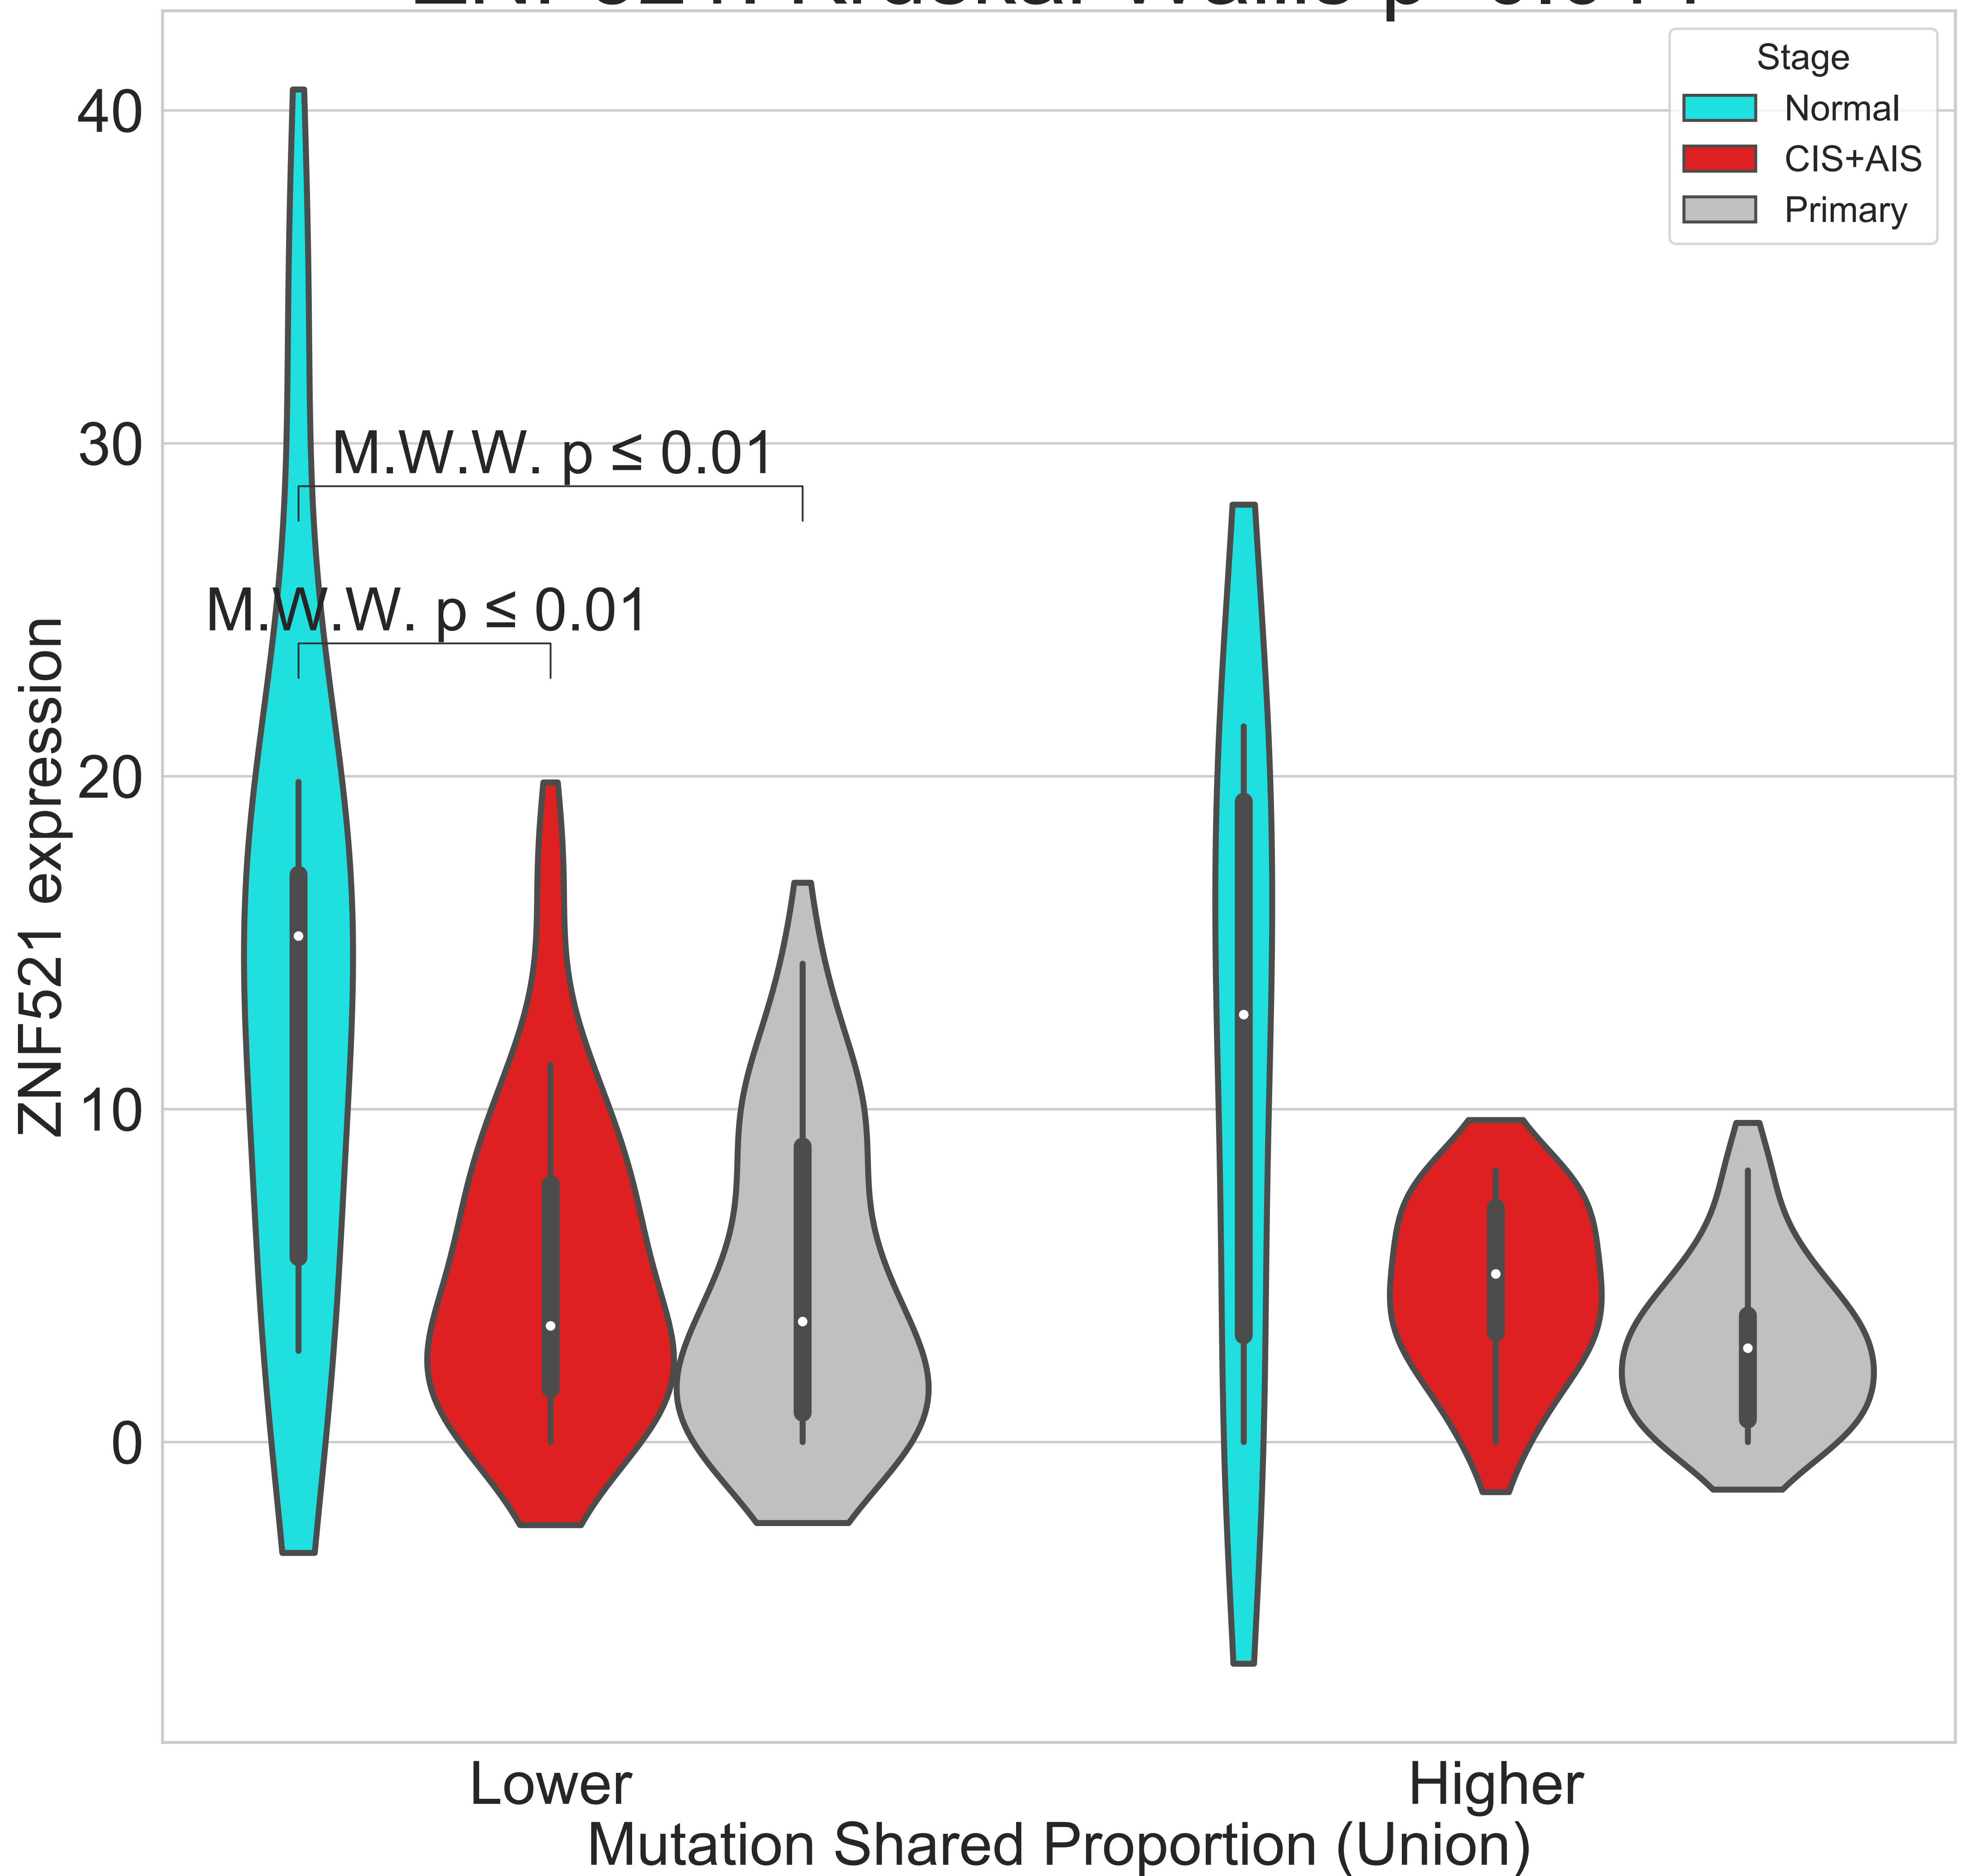 Stage
Normal
CIS+AIS
Primary
40
30
20
10
0
M.W.W. p ≤ 0.01
M.W.W. p ≤ 0.01
ZNF521 expression
Lower
Higher
Mutation Shared Proportion (Union)